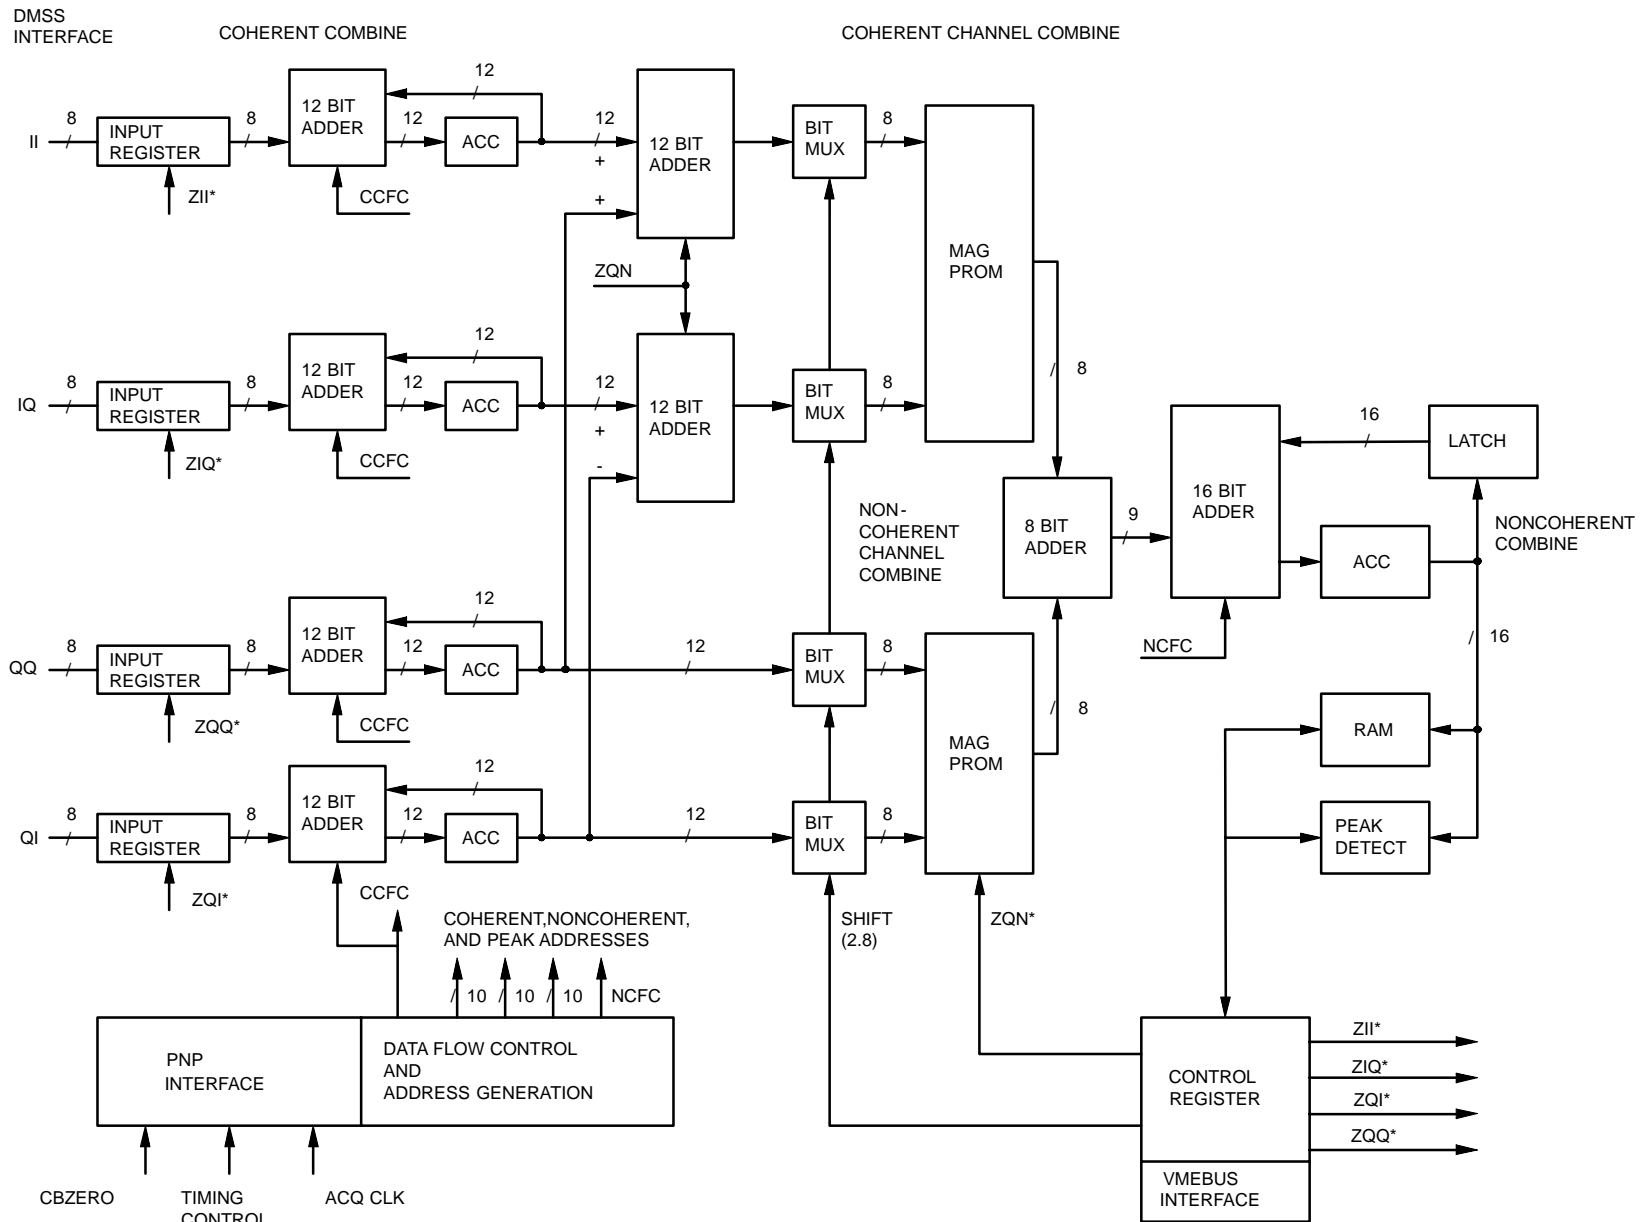 DMSS
INTERFACE
COHERENT COMBINE
COHERENT CHANNEL COMBINE
II
8
INPUT
REGISTER
ZII*
8
12 BIT
ADDER
CCFC
12
ACC
12
12
+
+
12 BIT
ADDER
BIT
MUX
8
MAG
PROM
ZQN
8
IQ
8
INPUT
REGISTER
ZIQ*
8
12 BIT
ADDER
CCFC
12
ACC
12
12
+
-
12 BIT
ADDER
BIT
MUX
8
NON-
COHERENT
CHANNEL
COMBINE
8 BIT
ADDER
9
16 BIT
ADDER
NCFC
16
LATCH
ACC
NONCOHERENT
COMBINE
16
QQ
8
INPUT
REGISTER
ZQQ*
8
12 BIT
ADDER
CCFC
12
ACC
12
12
BIT
MUX
8
MAG
PROM
8
RAM
QI
8
INPUT
REGISTER
ZQI*
8
12 BIT
ADDER
CCFC
12
ACC
12
12
BIT
MUX
8
PEAK
DETECT
COHERENT,NONCOHERENT,
AND PEAK ADDRESSES
10
10
10
NCFC
SHIFT
(2.8)
ZQN*
PNP
INTERFACE
DATA FLOW CONTROL
AND
ADDRESS GENERATION
CONTROL
REGISTER
ZII*
ZIQ*
ZQI*
ZQQ*
VMEBUS
INTERFACE
CBZERO
TIMING
CONTROL
ACQ CLK